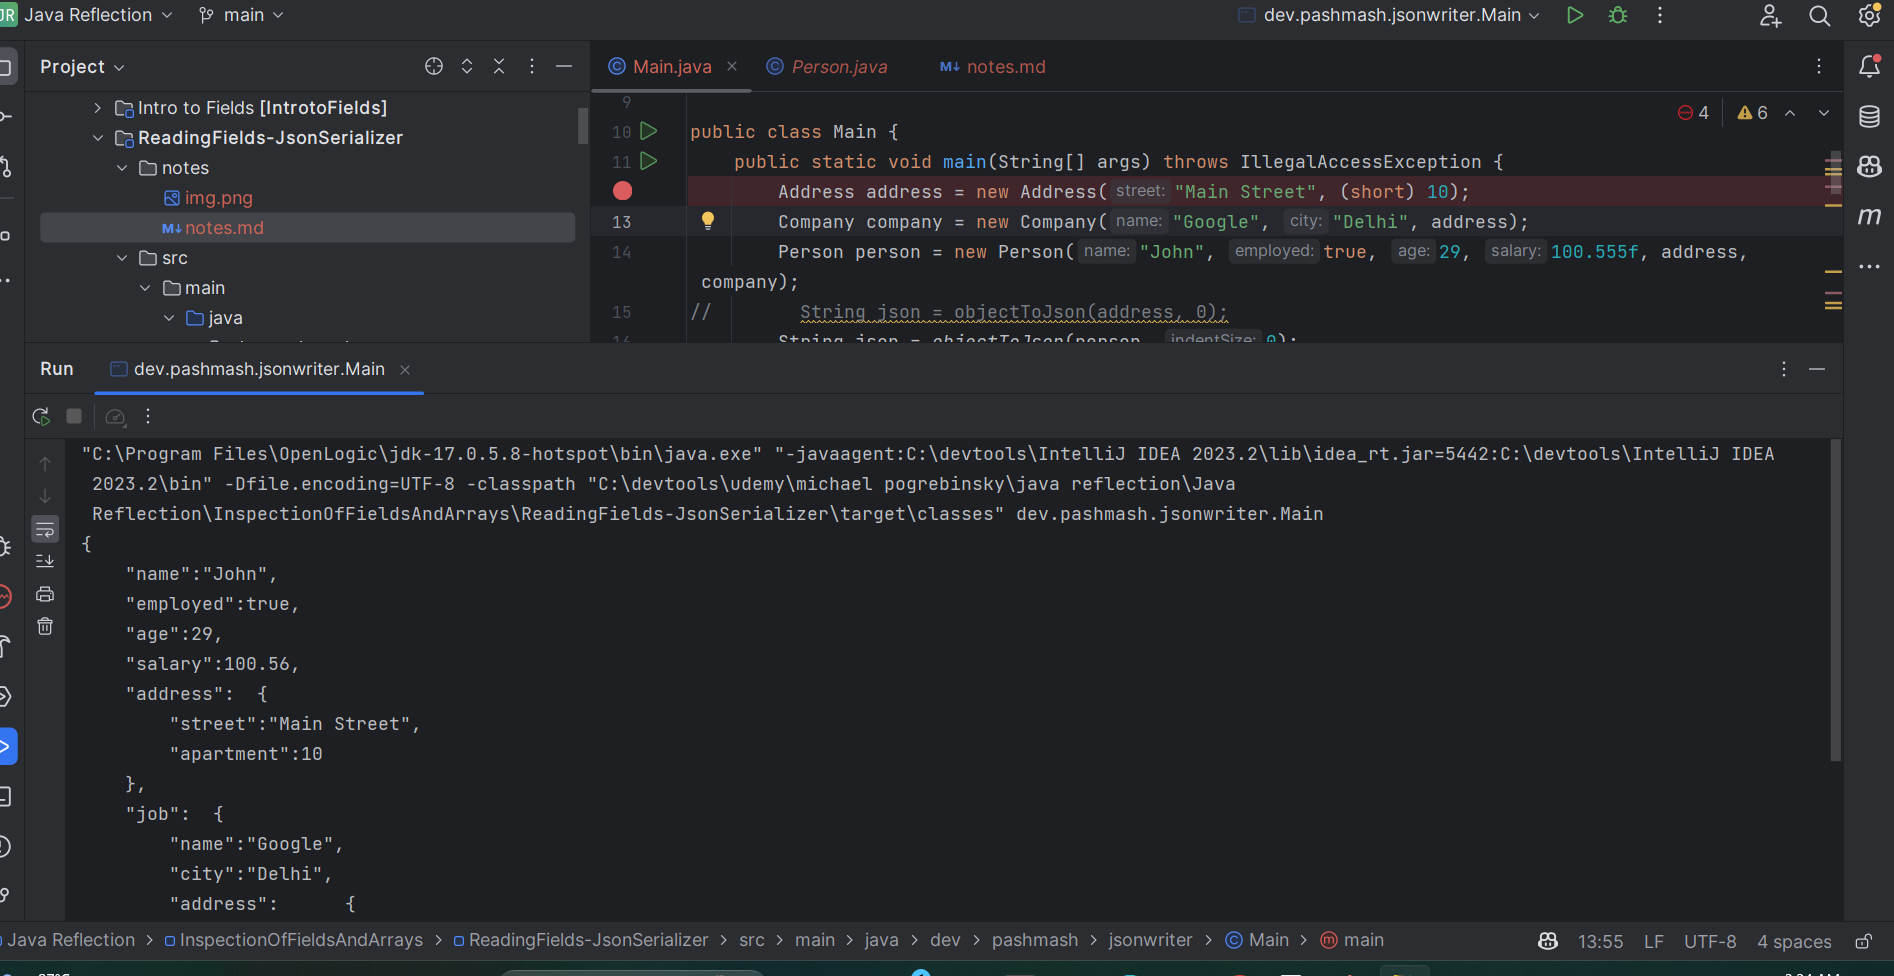 JR Java Reflection main dev.pashmash.jsonwriter.Main
Project
Main.java Person.java M↓ notes.md
Intro to Fields [IntrotoFields]
ReadingFields-JsonSerializer
notes
img.png
M↓ notes.md
src
main
java
4 6
9
10 public class Main {
11 public static void main(String[] args) throws IllegalAccessException {
Address address = new Address( street: "Main Street", (short) 10);
13 Company company = new Company( name: "Google", city: "Delhi", address);
14 Person person = new Person( name: "John", employed: true, age: 29, salary: 100.555f, address,
company);
15 // String json = objectToJson(address, 0);
16 String json = objectToJson(person, indentSize: 0);
Run dev.pashmash.jsonwriter.Main
"C:\Program Files\OpenLogic\jdk-17.0.5.8-hotspot\bin\java.exe" "-javaagent:C:\devtools\IntelliJ IDEA 2023.2\lib\idea_rt.jar=5442:C:\devtools\IntelliJ IDEA
2023.2\bin" -Dfile.encoding=UTF-8 -classpath "C:\devtools\udemy\michael pogrebinsky\java reflection\Java
Reflection\InspectionOfFieldsAndArrays\ReadingFields-JsonSerializer\target\classes" dev.pashmash.jsonwriter.Main
{
"name":"John",
"employed":true,
"age":29,
"salary":100.56,
"address": {
"street":"Main Street",
"apartment":10
},
"job": {
"name":"Google",
"city":"Delhi",
"address": {
Java Reflection > InspectionOfFieldsAndArrays > ReadingFields-JsonSerializer > src > main > java > dev > pashmash > jsonwriter > Main > main 13:55 LF UTF-8 4 spaces